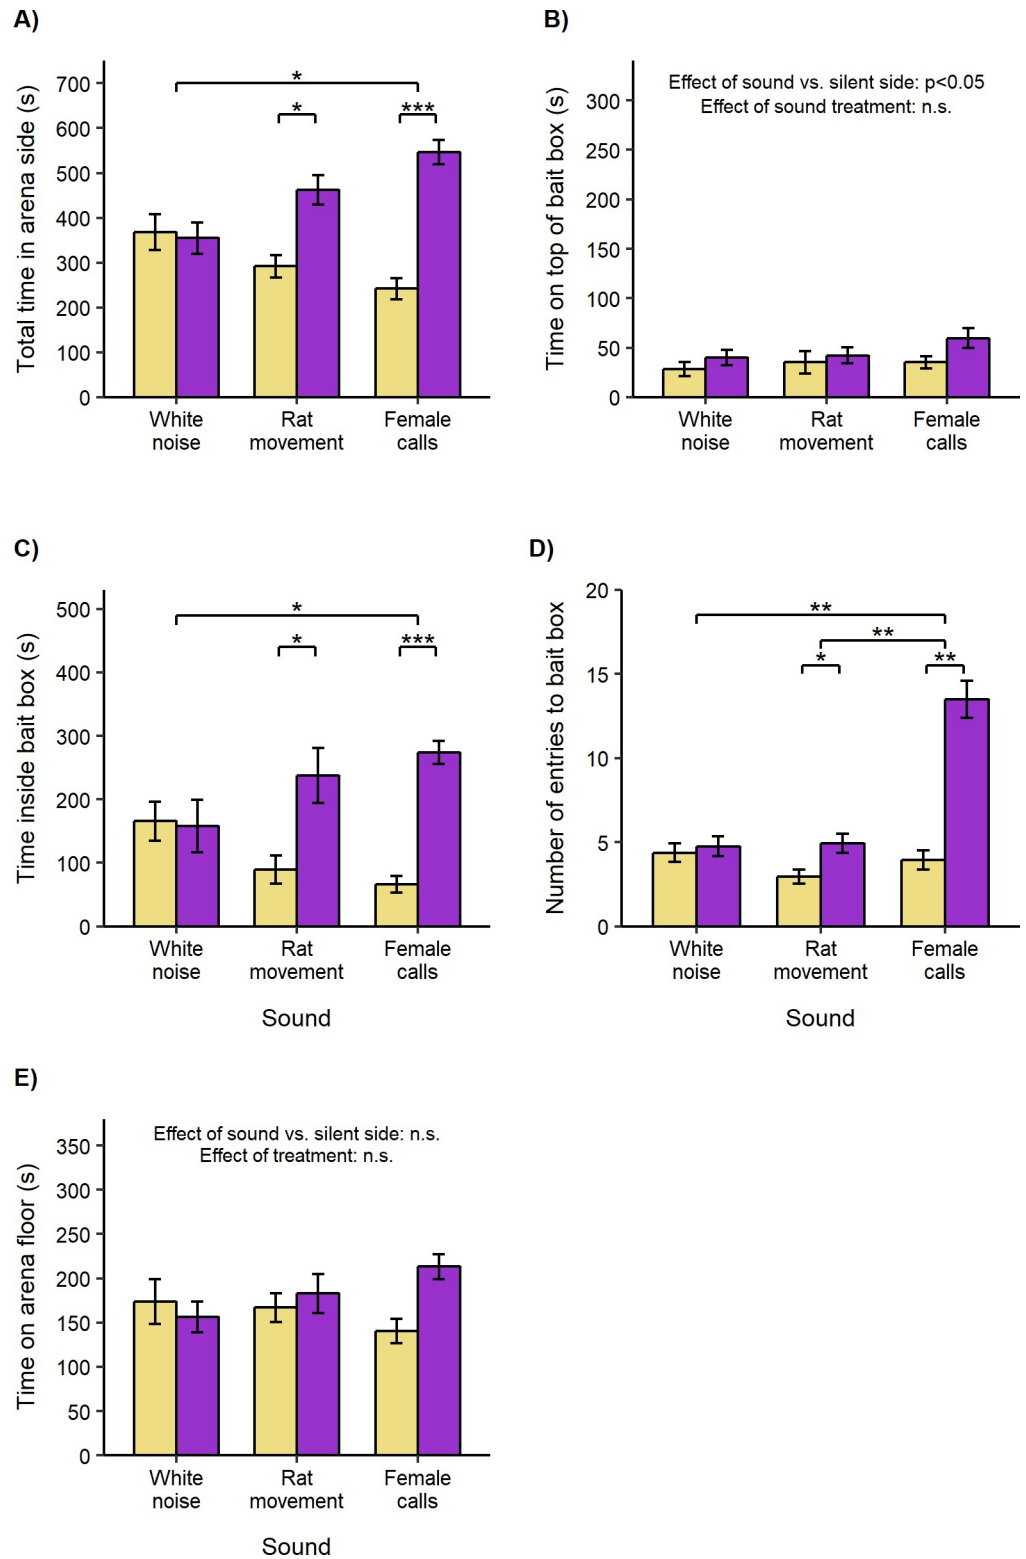 A)
Total time in arena side (s)
700
600
500
400
300
200
100
0
*
*
***
White noise
Rat movement
Female calls
B)
Time on top of bait box (s)
300
250
200
150
100
50
0
Effect of sound vs. silent side: p<0.05
Effect of sound treatment: n.s.
White noise
Rat movement
Female calls
C)
Time inside bait box (s)
500
400
300
200
100
0
*
*
***
White noise
Rat movement
Female calls
Sound
D)
Number of entries to bait box
20
15
10
5
0
**
**
*
**
White noise
Rat movement
Female calls
Sound
E)
Time on arena floor (s)
350
300
250
200
150
100
50
0
Effect of sound vs. silent side: n.s.
Effect of treatment: n.s.
White noise
Rat movement
Female calls
Sound